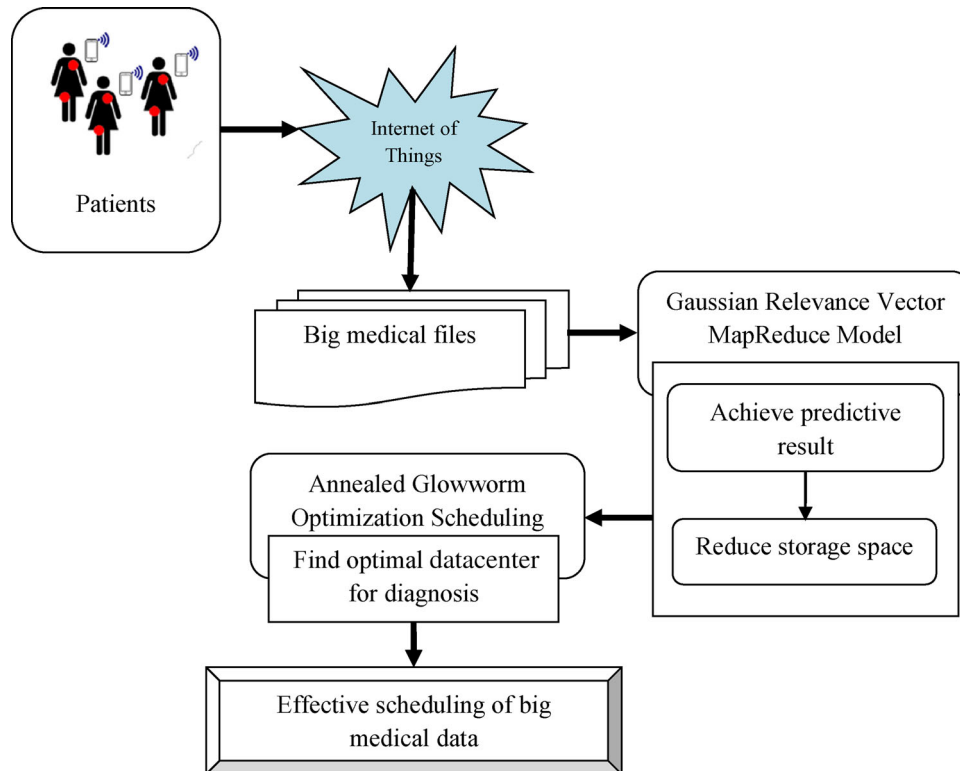 Patients
Internet of
Things
Big medical files
Gaussian Relevance Vector
MapReduce Model
Achieve predictive
result
Reduce storage space
Annealed Glowworm
Optimization Scheduling
Find optimal datacenter
for diagnosis
Effective scheduling of big
medical data